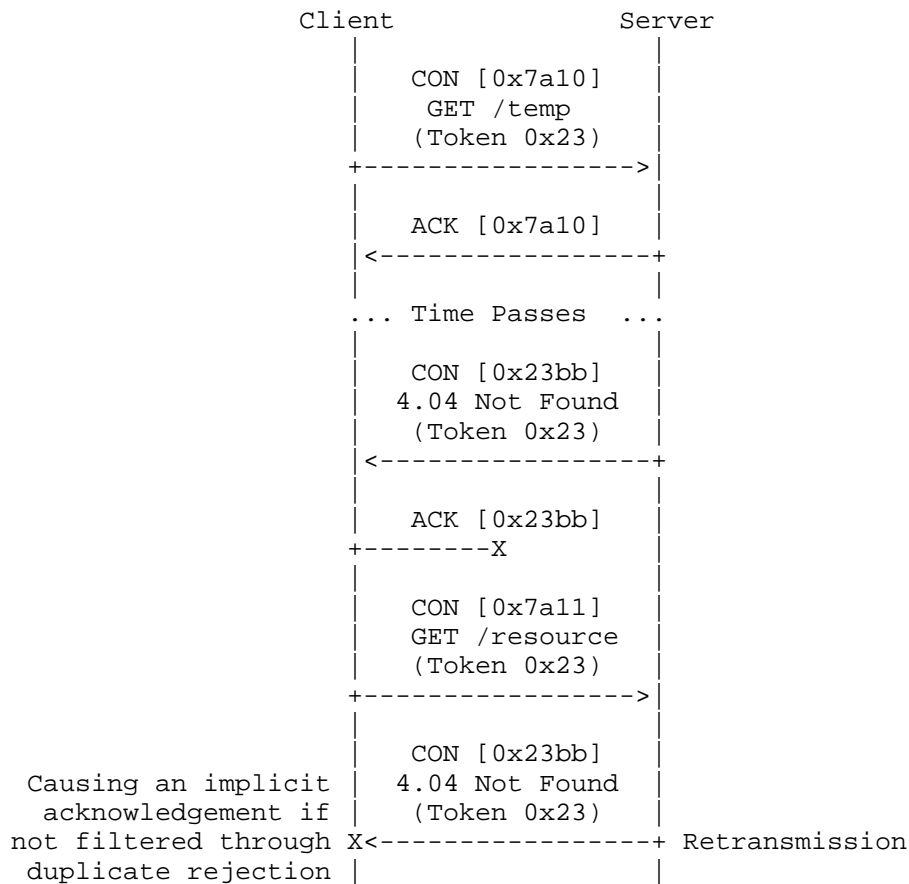 Client Server
CON [0x7a10]
GET /temp
(Token 0x23)
ACK [0x7a10]
... Time Passes ...
CON [0x23bb]
4.04 Not Found
(Token 0x23)
ACK [0x23bb]
X
CON [0x7a11]
GET /resource
(Token 0x23)
CON [0x23bb]
Causing an implicit 4.04 Not Found
acknowledgement if (Token 0x23)
not filtered through X Retransmission
duplicate rejection